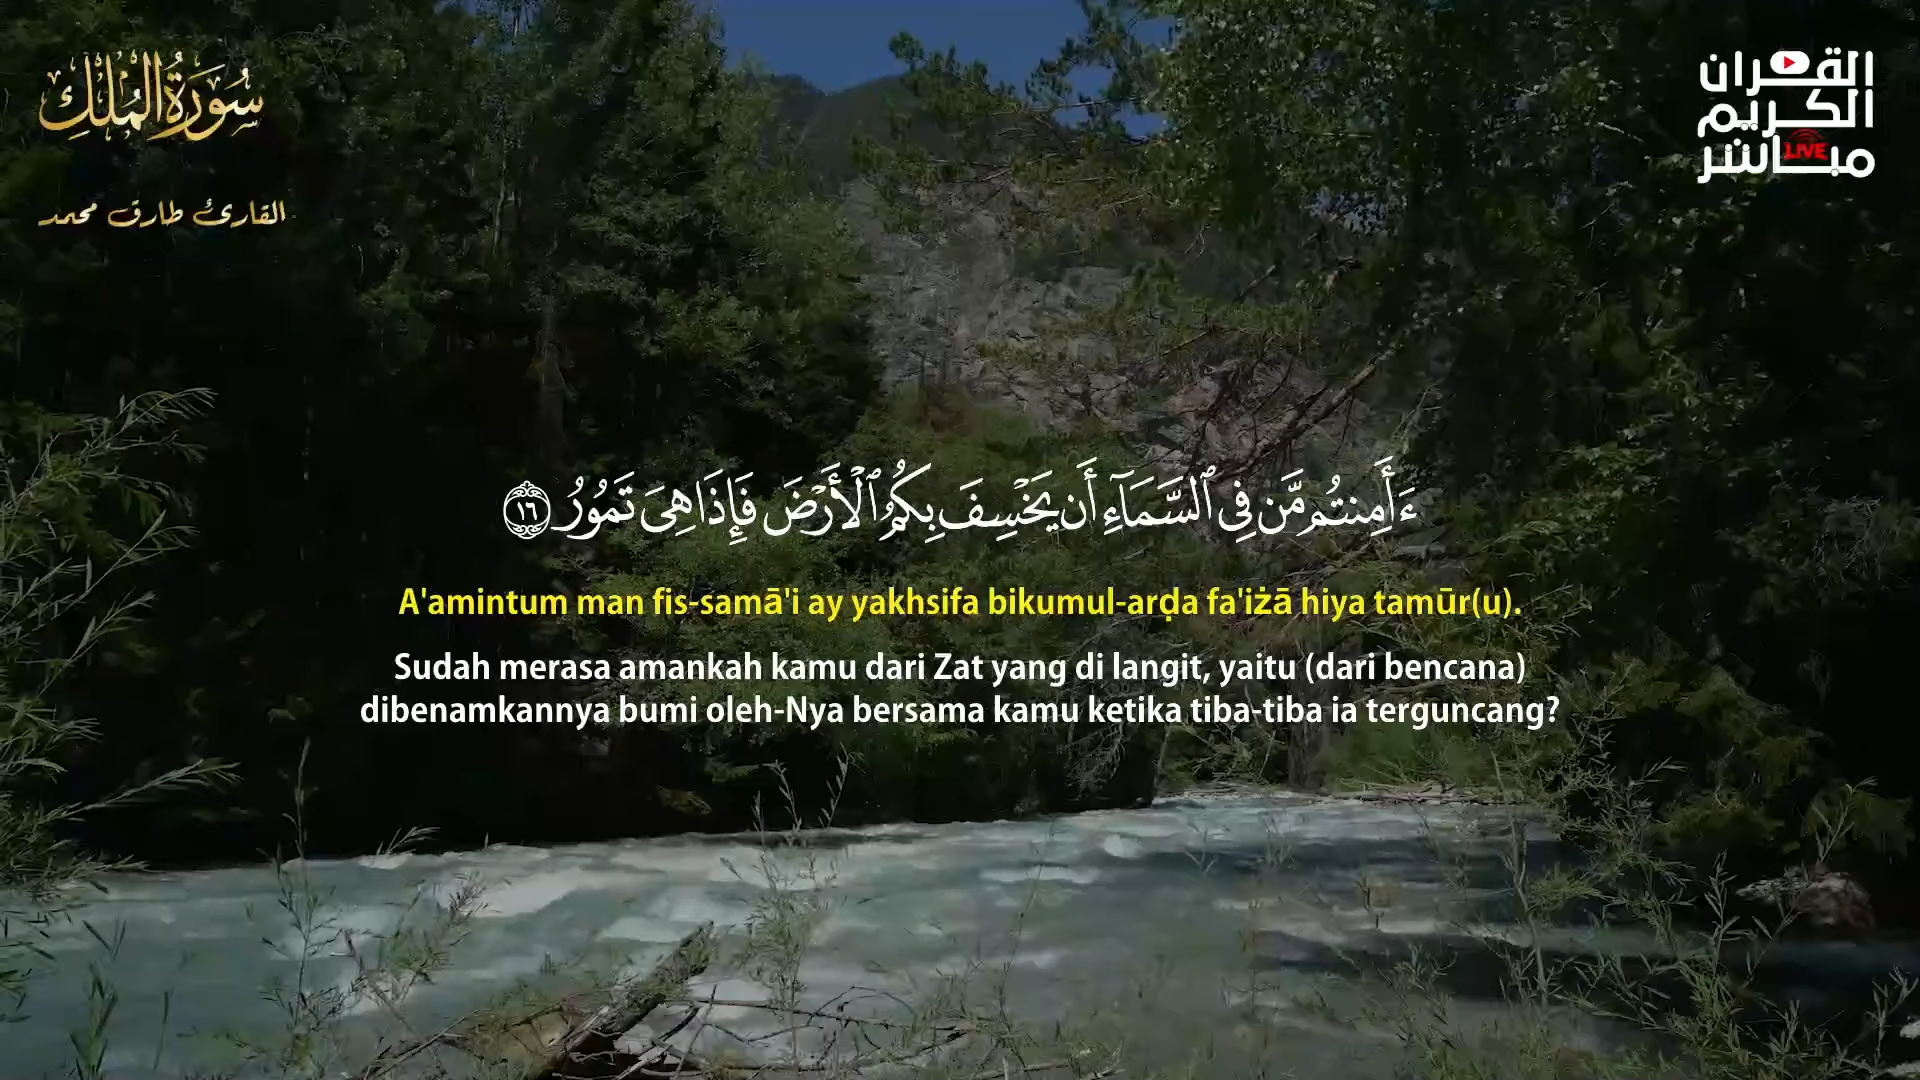 سُورَةُ الْمُلْكِ
القارئ طارق محمد
القرآن
الكريم
مباشر
LIVE
ءَأَمِنتُم مَّن فِى ٱلسَّمَآءِ أَن يَخْسِفَ بِكُمُ ٱلْأَرْضَ فَإِذَا هِىَ تَمُورُ ١٦
A'amintum man fis-samā'i ay yakhsifa bikumul-arḍa fa'iżā hiya tamūr(u).
Sudah merasa amankah kamu dari Zat yang di langit, yaitu (dari bencana)
dibenamkannya bumi oleh-Nya bersama kamu ketika tiba-tiba ia terguncang?